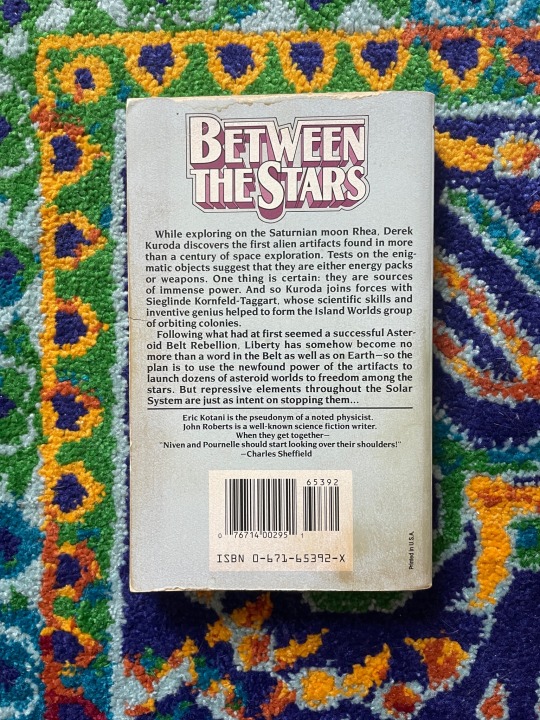 BETWEEN
THE STARS
While exploring on the Saturnian moon Rhea, Derek
Kuroda discovers the first alien artifacts found in more
than a century of space exploration. Tests on the enig-
matic objects suggest that they are either energy packs
or weapons. One thing is certain: they are sources
of immense power. And so Kuroda joins forces with
Sieglinde Kornfeld-Taggart, whose scientific skills and
inventive genius helped to form the Island Worlds group
of orbiting colonies.
Following what had at first seemed a successful Aster-
oid Belt Rebellion, Liberty has somehow become no
more than a word in the Belt as well as on Earth—so the
plan is to use the newfound power of the artifacts to
launch dozens of asteroid worlds to freedom among the
stars. But repressive elements throughout the Solar
System are just as intent on stopping them...
Eric Kotani is the pseudonym of a noted physicist.
John Roberts is a well-known science fiction writer.
When they get together—
"Niven and Pournelle should start looking over their shoulders!"
—Charles Sheffield
65392
0 76714 00295 1
ISBN 0-671-65392-X
Printed in U.S.A.